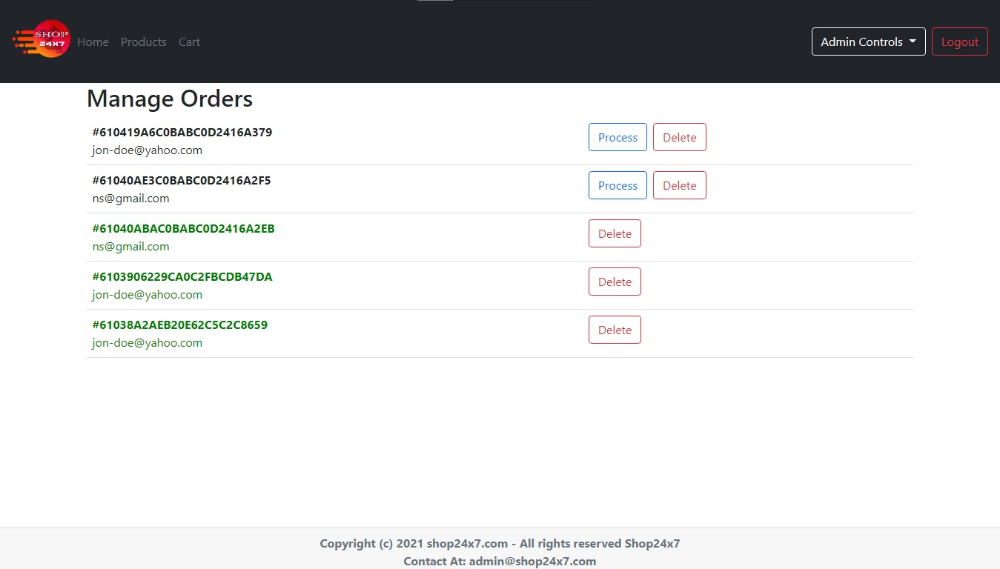 SHOP
24X7
Home Products Cart Admin Controls Logout
Manage Orders
#610419A6C0BABC0D2416A379 Process Delete
jon-doe@yahoo.com
#61040AE3C0BABC0D2416A2F5 Process Delete
ns@gmail.com
#61040ABAC0BABC0D2416A2EB Delete
ns@gmail.com
#6103906229CA0C2FBCDB47DA Delete
jon-doe@yahoo.com
#61038A2AEB20E62C5C2C8659 Delete
jon-doe@yahoo.com
Copyright (c) 2021 shop24x7.com - All rights reserved Shop24x7
Contact At: admin@shop24x7.com